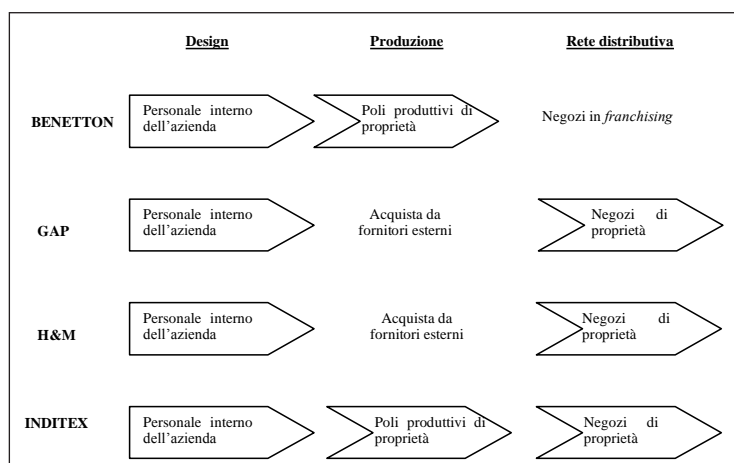 Design Produzione Rete distributiva
BENETTON
Personale interno
dell'azienda
Poli produttivi di
proprietà
Negozi in franchising
GAP
Personale interno
dell'azienda
Acquista da
fornitori esterni
Negozi di
proprietà
H&M
Personale interno
dell'azienda
Acquista da
fornitori esterni
Negozi di
proprietà
INDITEX
Personale interno
dell'azienda
Poli produttivi di
proprietà
Negozi di
proprietà